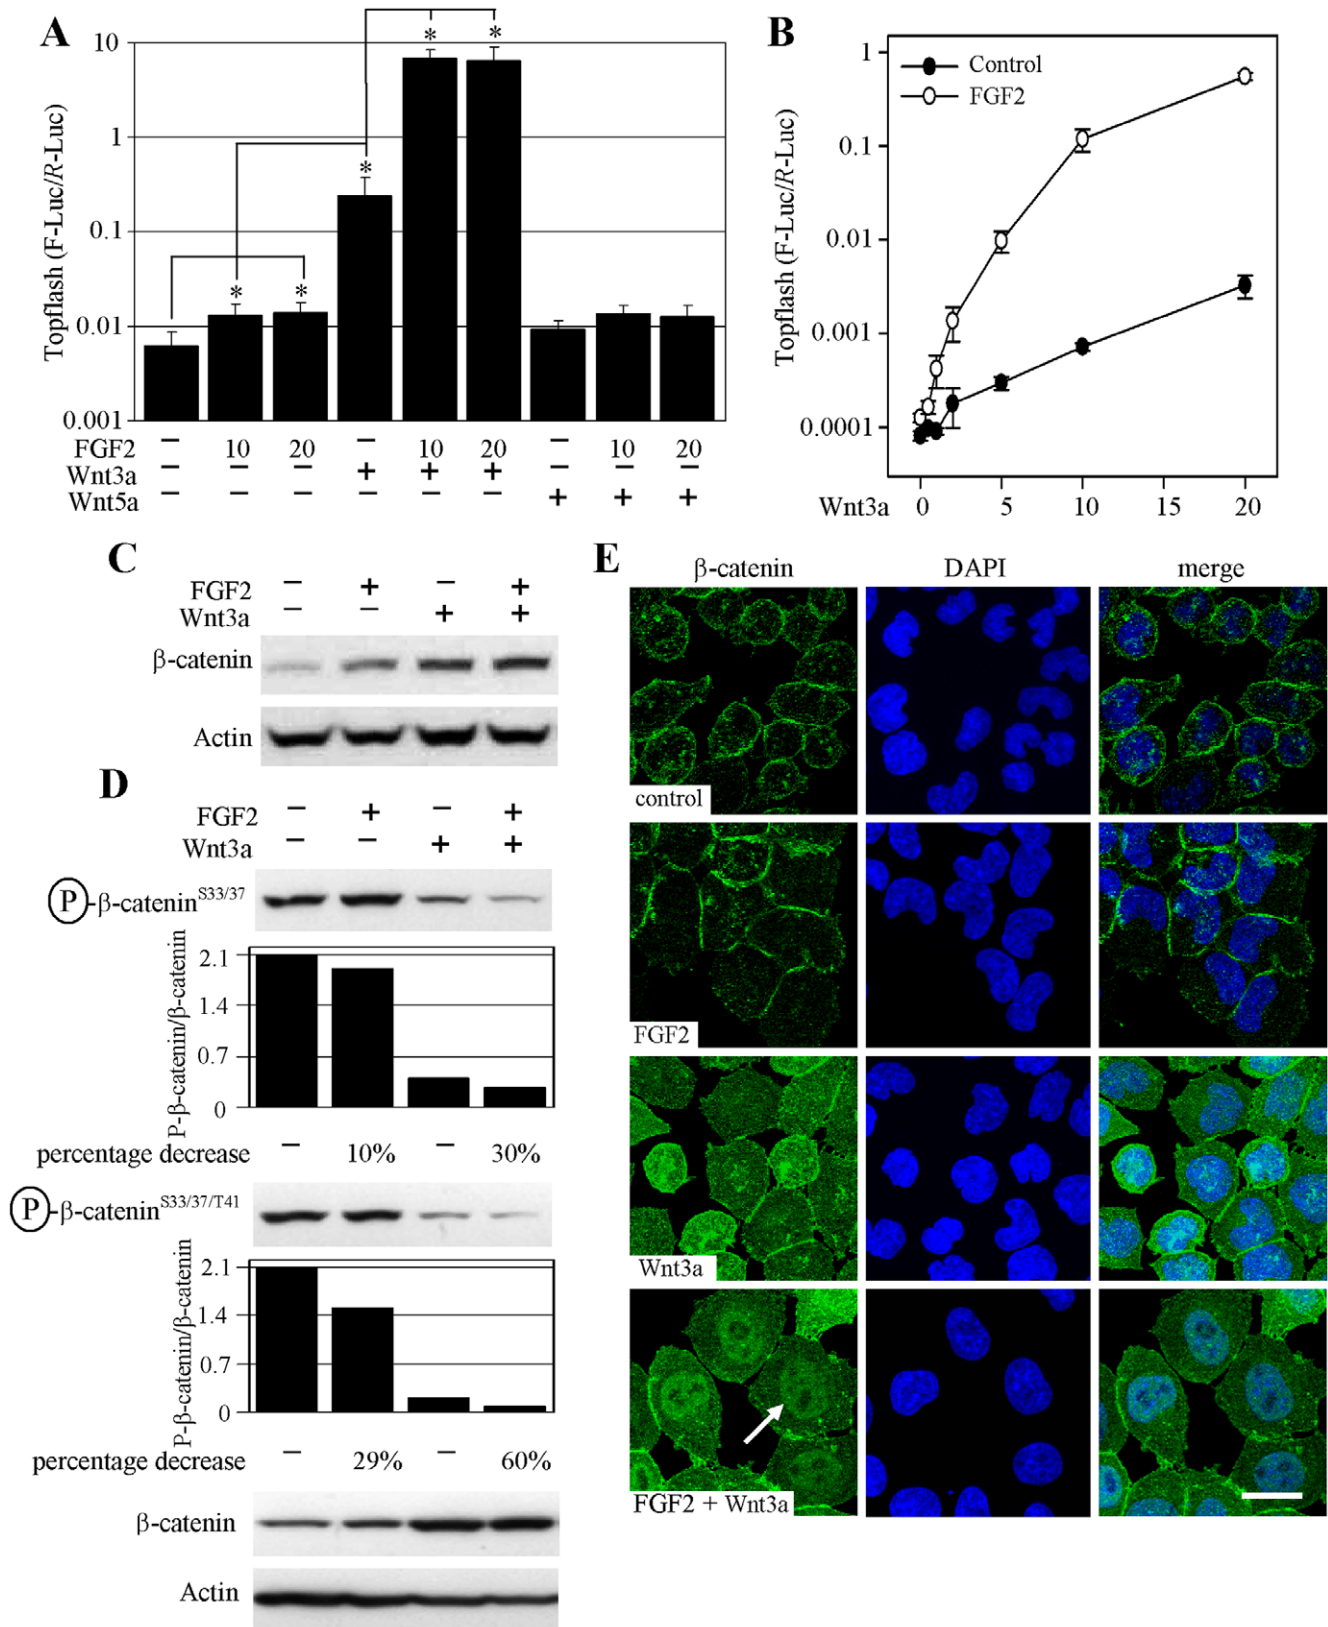 A
Topflash (F-Luc/R-Luc)
10
1
0.1
0.01
0.001
* * * * *
FGF2 – 10 20 – 10 20 – 10 20
Wnt3a – – – + + + – – –
Wnt5a – – – – – – + + +
B
Topflash (F-Luc/R-Luc)
Control
FGF2
1
0.1
0.01
0.001
0.0001
Wnt3a 0 5 10 15 20
C
FGF2 – + – +
Wnt3a – – + +
β-catenin
Actin
D
FGF2 – + – +
Wnt3a – – + +
P-β-catenin S33/37
P-β-catenin/β-catenin
2.1
1.4
0.7
0
percentage decrease – 10% – 30%
P-β-catenin S33/37/T41
P-β-catenin/β-catenin
2.1
1.4
0.7
0
percentage decrease – 29% – 60%
β-catenin
Actin
E
β-catenin DAPI merge
control
FGF2
Wnt3a
FGF2 + Wnt3a